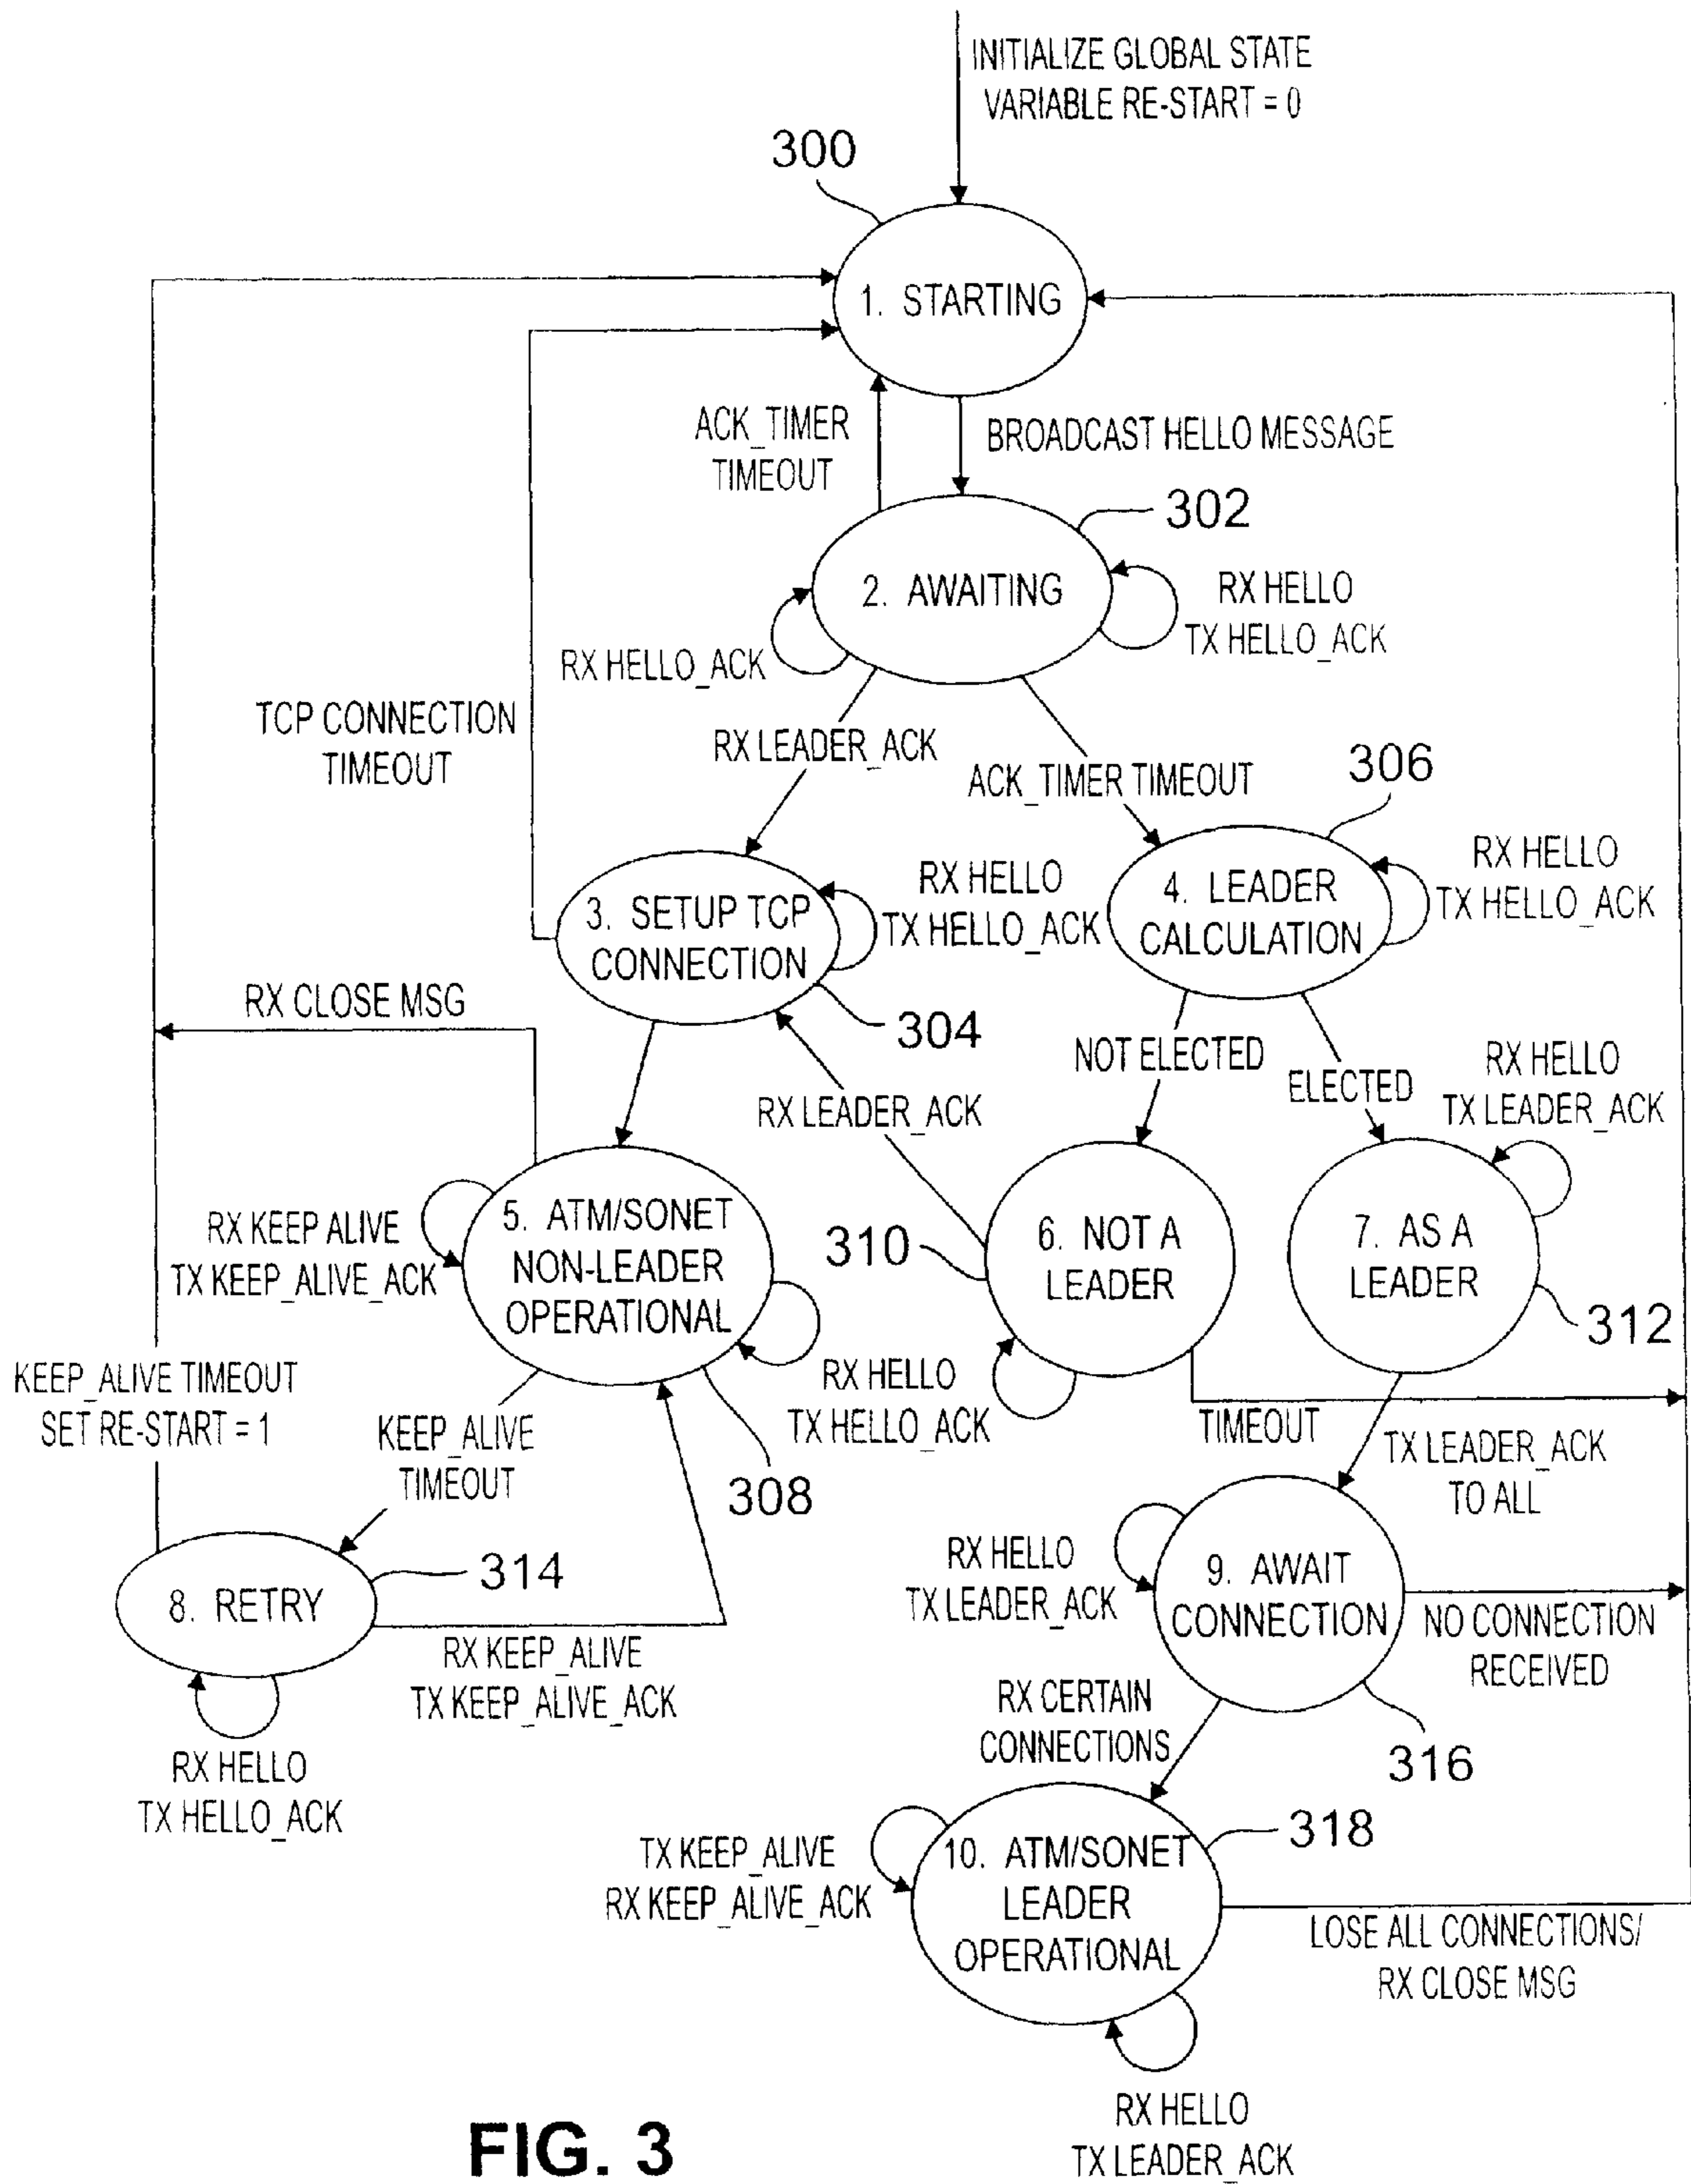 INITIALIZE GLOBAL STATE
VARIABLE RE-START = 0
300
1. STARTING
ACK_TIMER
TIMEOUT
BROADCAST HELLO MESSAGE
302
2. AWAITING
RX HELLO
TX HELLO_ACK
RX HELLO_ACK
TCP CONNECTION
TIMEOUT
RX LEADER_ACK
ACK_TIMER TIMEOUT
306
3. SETUP TCP
CONNECTION
RX HELLO
TX HELLO_ACK
4. LEADER
CALCULATION
RX HELLO
TX HELLO_ACK
RX CLOSE MSG
304
NOT ELECTED
ELECTED
RX HELLO
TX LEADER_ACK
RX LEADER_ACK
RX KEEP ALIVE
TX KEEP_ALIVE_ACK
5. ATM/SONET
NON-LEADER
OPERATIONAL
310
6. NOT A
LEADER
7. AS A
LEADER
312
KEEP_ALIVE TIMEOUT
SET RE-START = 1
KEEP_ALIVE
TIMEOUT
RX HELLO
TX HELLO_ACK
308
TIMEOUT
TX LEADER_ACK
TO ALL
8. RETRY
314
RX KEEP_ALIVE
TX KEEP_ALIVE_ACK
RX HELLO
TX HELLO_ACK
RX HELLO
TX LEADER_ACK
9. AWAIT
CONNECTION
NO CONNECTION
RECEIVED
316
RX CERTAIN
CONNECTIONS
318
TX KEEP_ALIVE
RX KEEP_ALIVE_ACK
10. ATM/SONET
LEADER
OPERATIONAL
LOSE ALL CONNECTIONS/
RX CLOSE MSG
RX HELLO
TX LEADER_ACK
FIG. 3